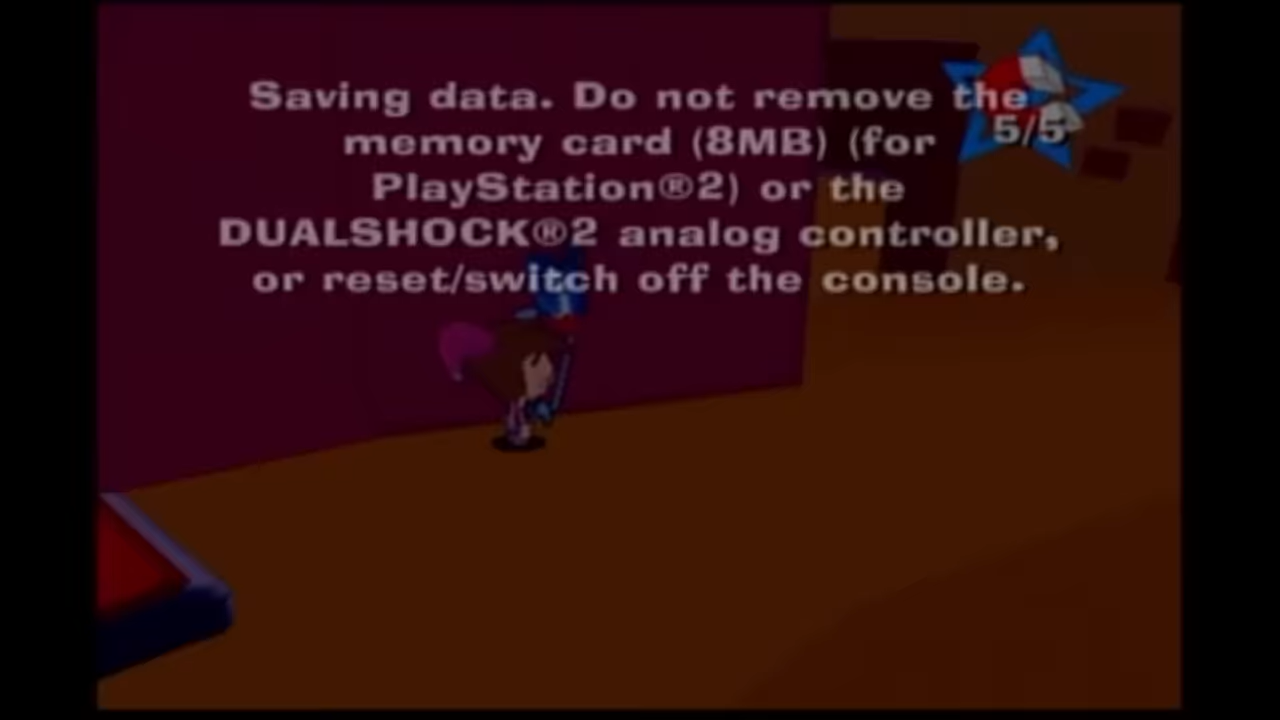 Saving data. Do not remove the
memory card (8MB) (for
PlayStation®2) or the
DUALSHOCK®2 analog controller,
or reset/switch off the console.
5/5